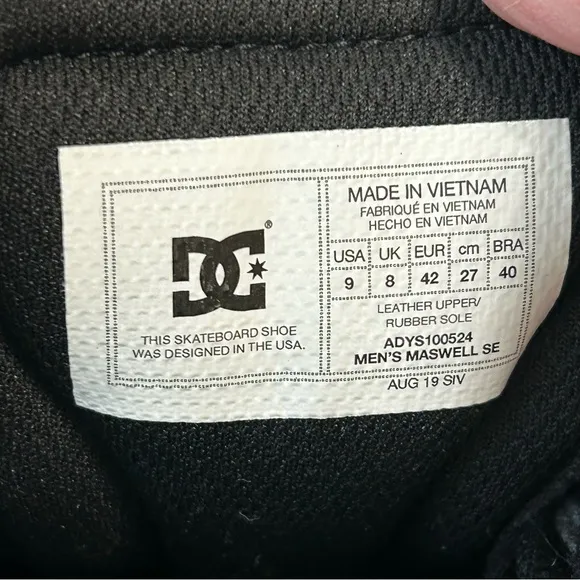 DC®
THIS SKATEBOARD SHOE
WAS DESIGNED IN THE USA.
MADE IN VIETNAM
FABRIQUÉ EN VIETNAM
HECHO EN VIETNAM
USA UK EUR cm BRA
9 8 42 27 40
LEATHER UPPER/
RUBBER SOLE
ADYS100524
MEN'S MASWELL SE
AUG 19 SIV